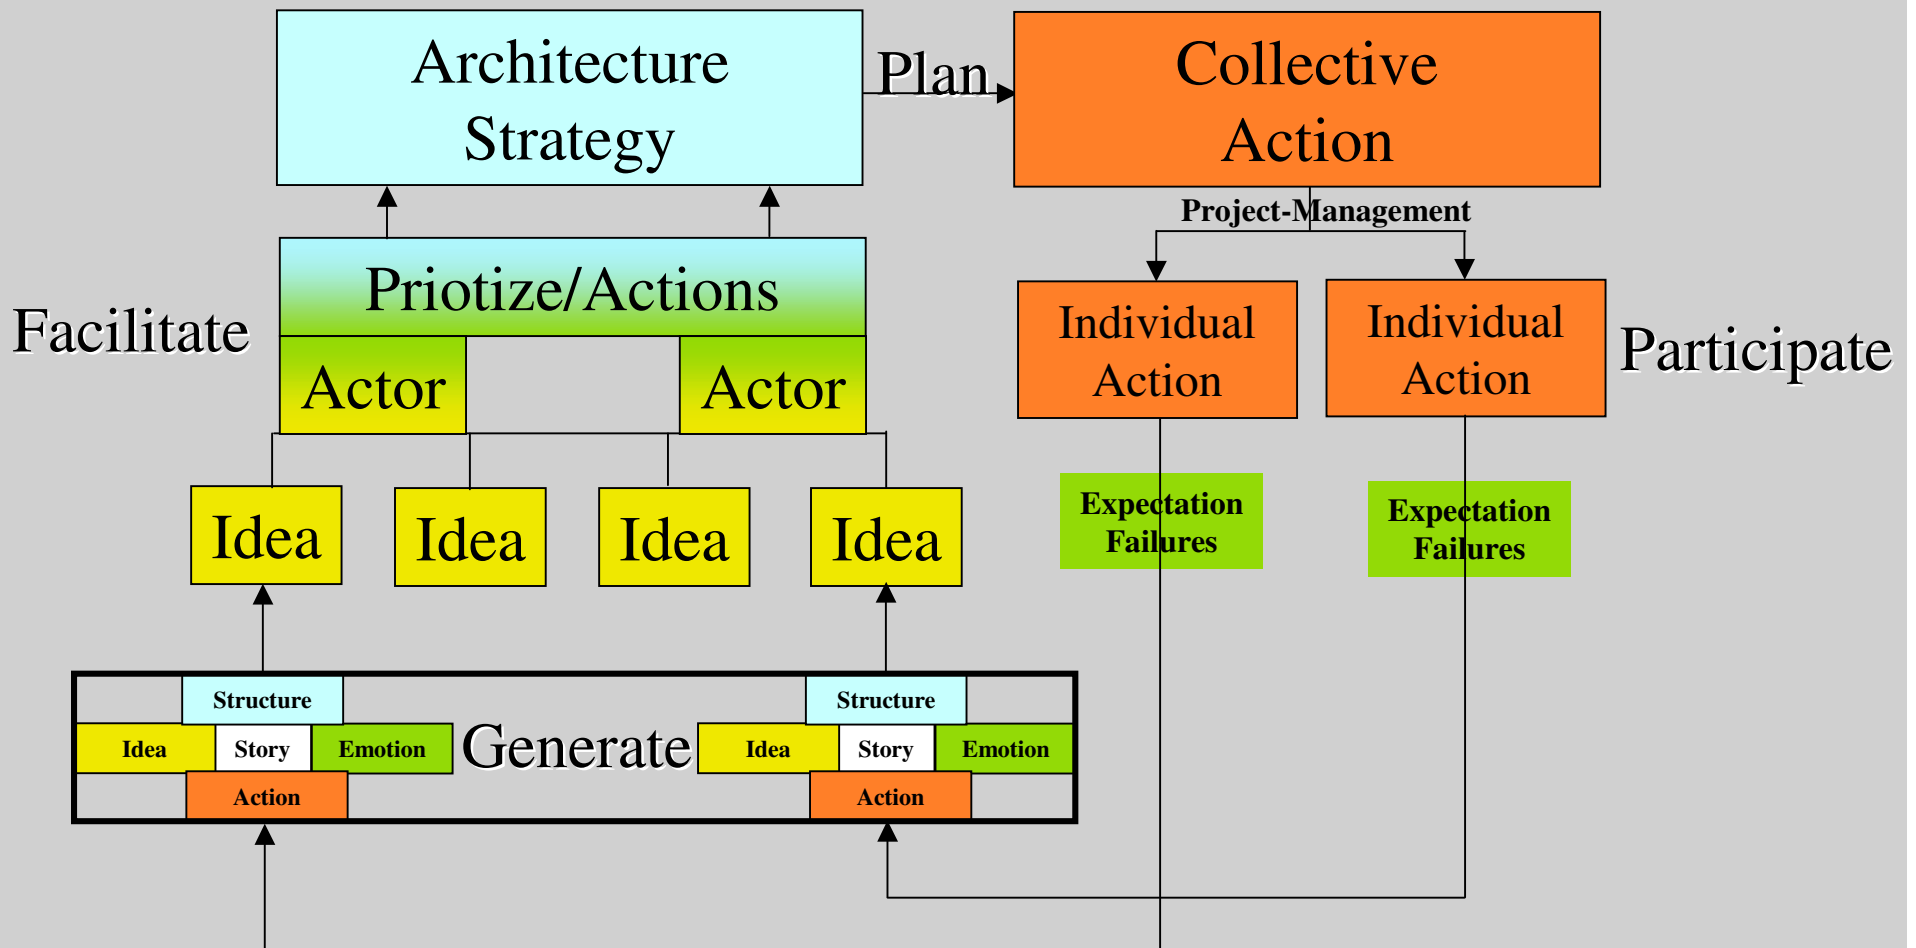 Architecture
Strategy
Plan
Collective
Action
Project-Management
Facilitate
Priotize/Actions
Actor
Actor
Individual
Action
Individual
Action
Participate
Idea
Idea
Idea
Idea
Expectation
Failures
Expectation
Failures
Structure
Idea
Story
Emotion
Action
Generate
Structure
Idea
Story
Emotion
Action